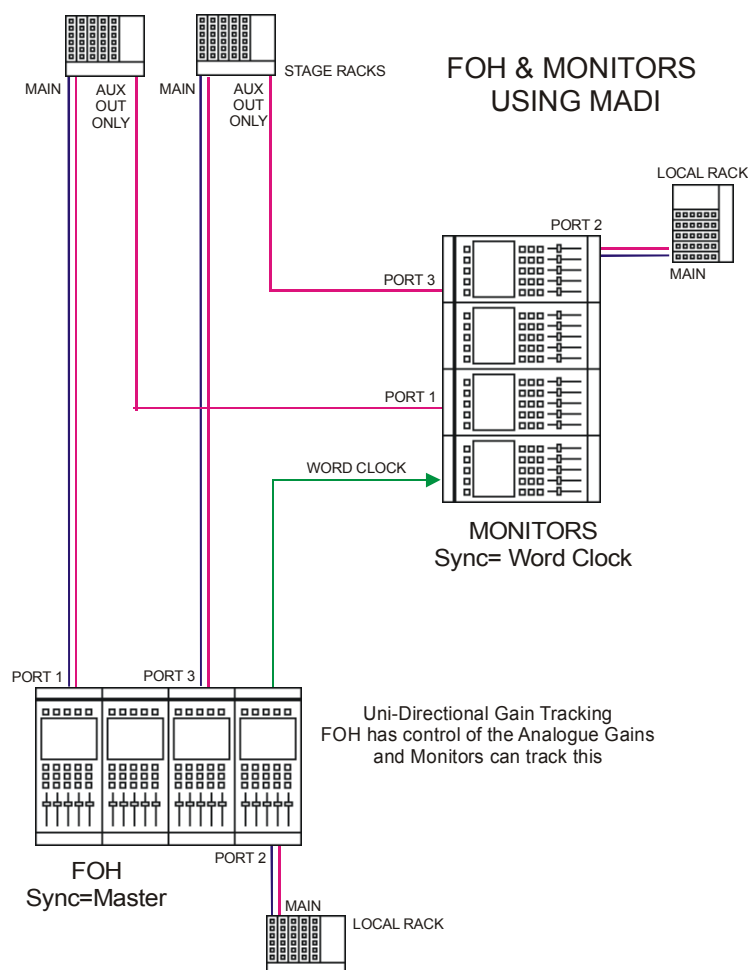 FOH & MONITORS
USING MADI
STAGE RACKS
MAIN
AUX
OUT
ONLY
MAIN
AUX
OUT
ONLY
LOCAL RACK
PORT 2
MAIN
PORT 3
PORT 1
WORD CLOCK
MONITORS
Sync= Word Clock
PORT 1
PORT 3
Uni-Directional Gain Tracking
FOH has control of the Analogue Gains
and Monitors can track this
PORT 2
FOH
Sync=Master
MAIN
LOCAL RACK